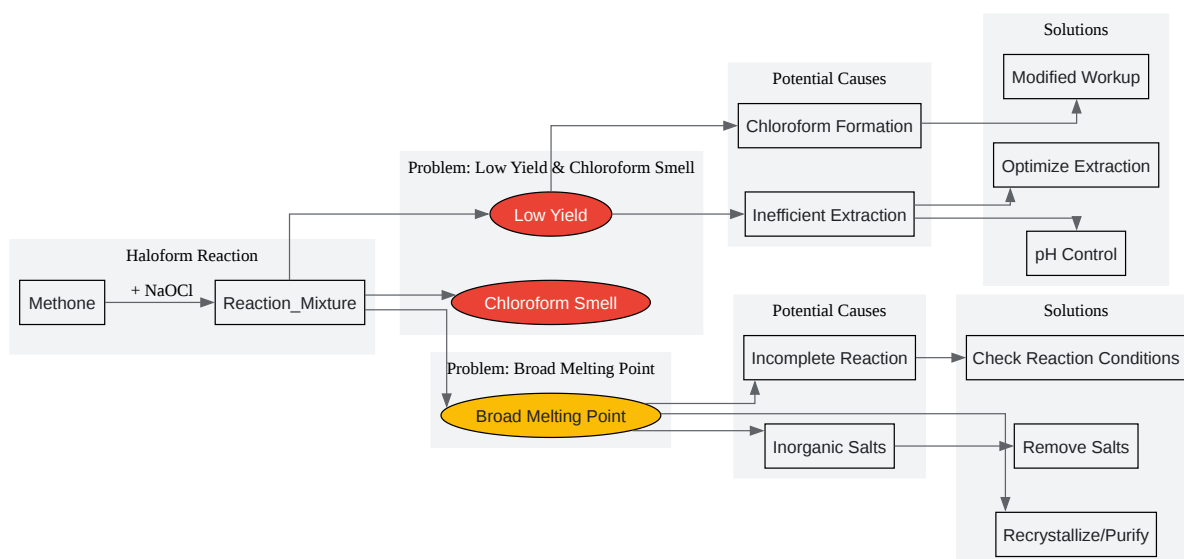 Solutions
Modified Workup
Potential Causes
Chloroform Formation
Optimize Extraction
Problem: Low Yield & Chloroform Smell
Low Yield
Inefficient Extraction
pH Control
Haloform Reaction
Methone
+ NaOCl
Reaction_Mixture
Chloroform Smell
Potential Causes
Solutions
Problem: Broad Melting Point
Incomplete Reaction
Check Reaction Conditions
Broad Melting Point
Inorganic Salts
Remove Salts
Recrystallize/Purify